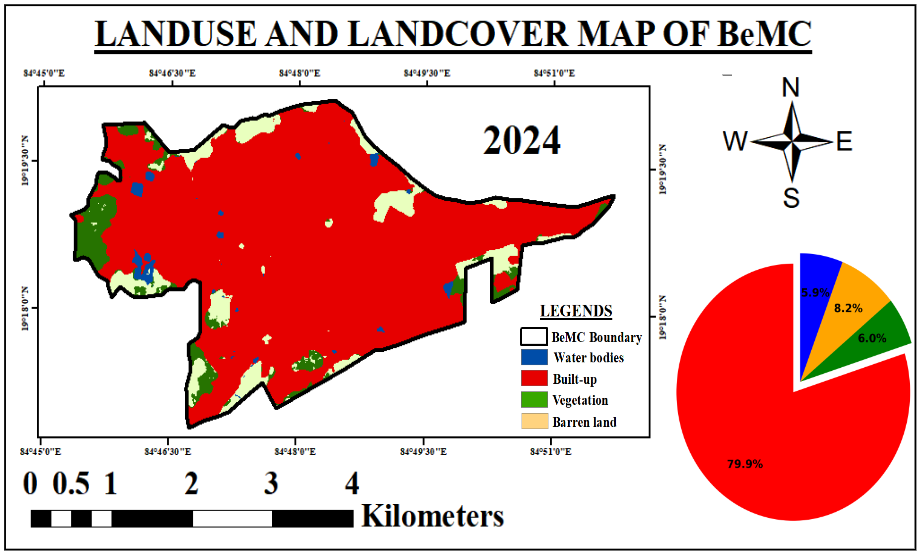 LANDUSE AND LANDCOVER MAP OF BeMC
84°45'0"E 84°46'30"E 84°48'0"E 84°49'30"E 84°51'0"E
2024
N
W E
S
19°19'30"N 19°19'30"N
19°18'0"N 19°18'0"N
LEGENDS
BeMC Boundary
Water bodies
Built-up
Vegetation
Barren land
5.9%
8.2%
6.0%
79.9%
84°45'0"E 84°46'30"E 84°48'0"E 84°49'30"E 84°51'0"E
0 0.5 1 2 3 4
Kilometers